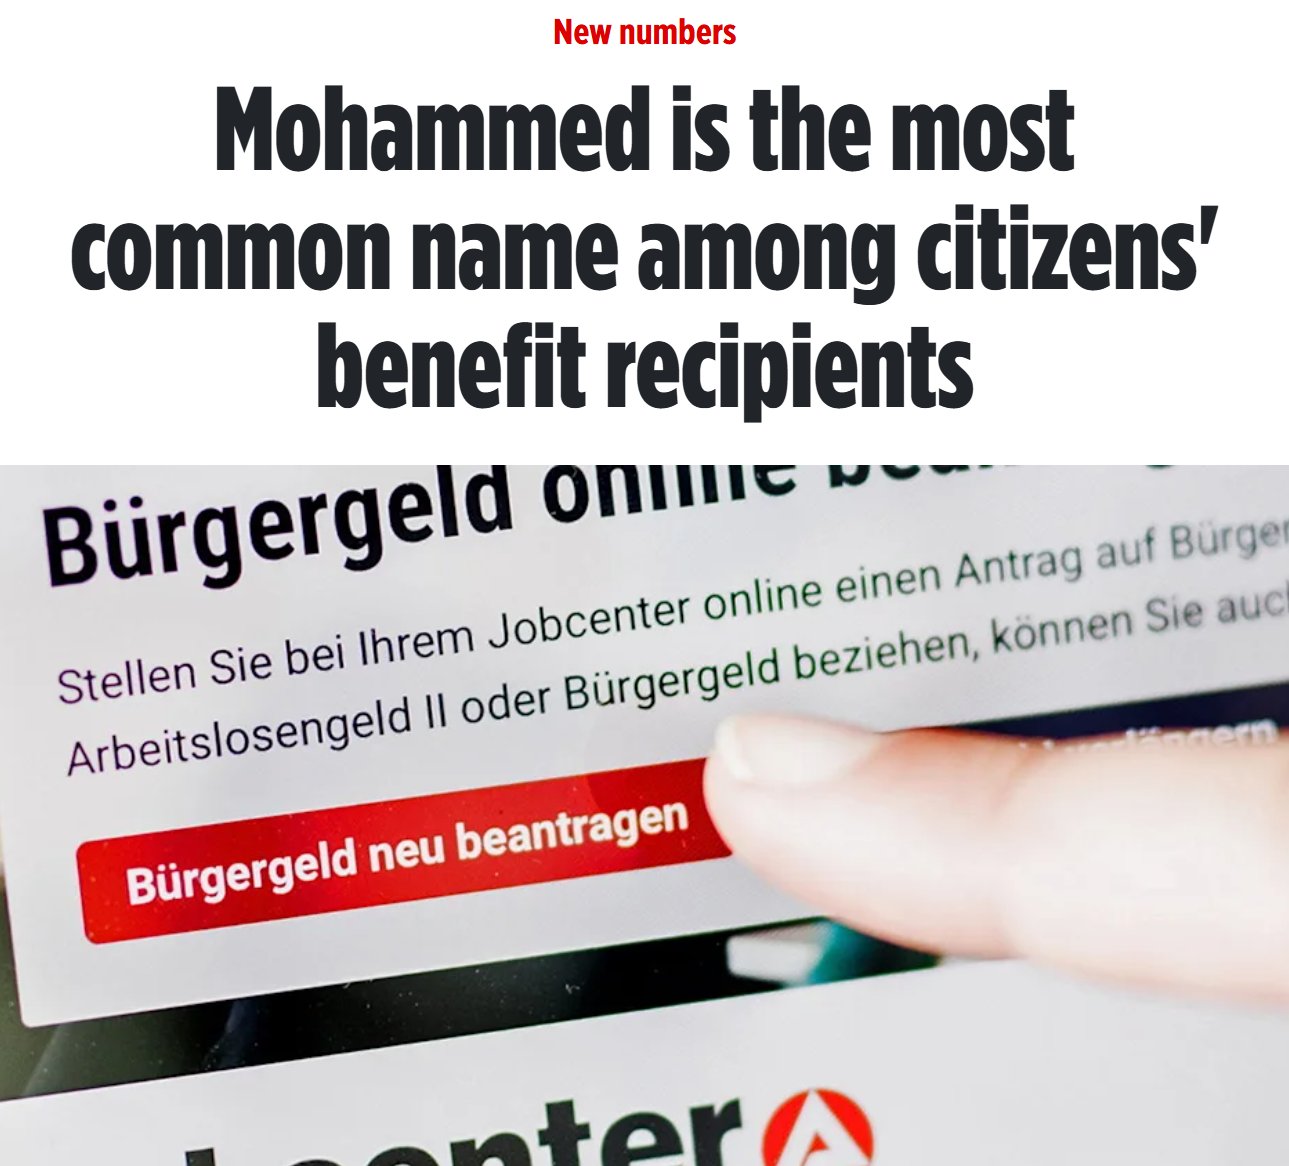 New numbers
Mohammed is the most
common name among citizens'
benefit recipients
Bürgergeld online
Stellen Sie bei Ihrem Jobcenter online einen Antrag auf
Arbeitslosengeld II oder Bürgergeld beziehen, können Sie
Bürgergeld neu beantragen